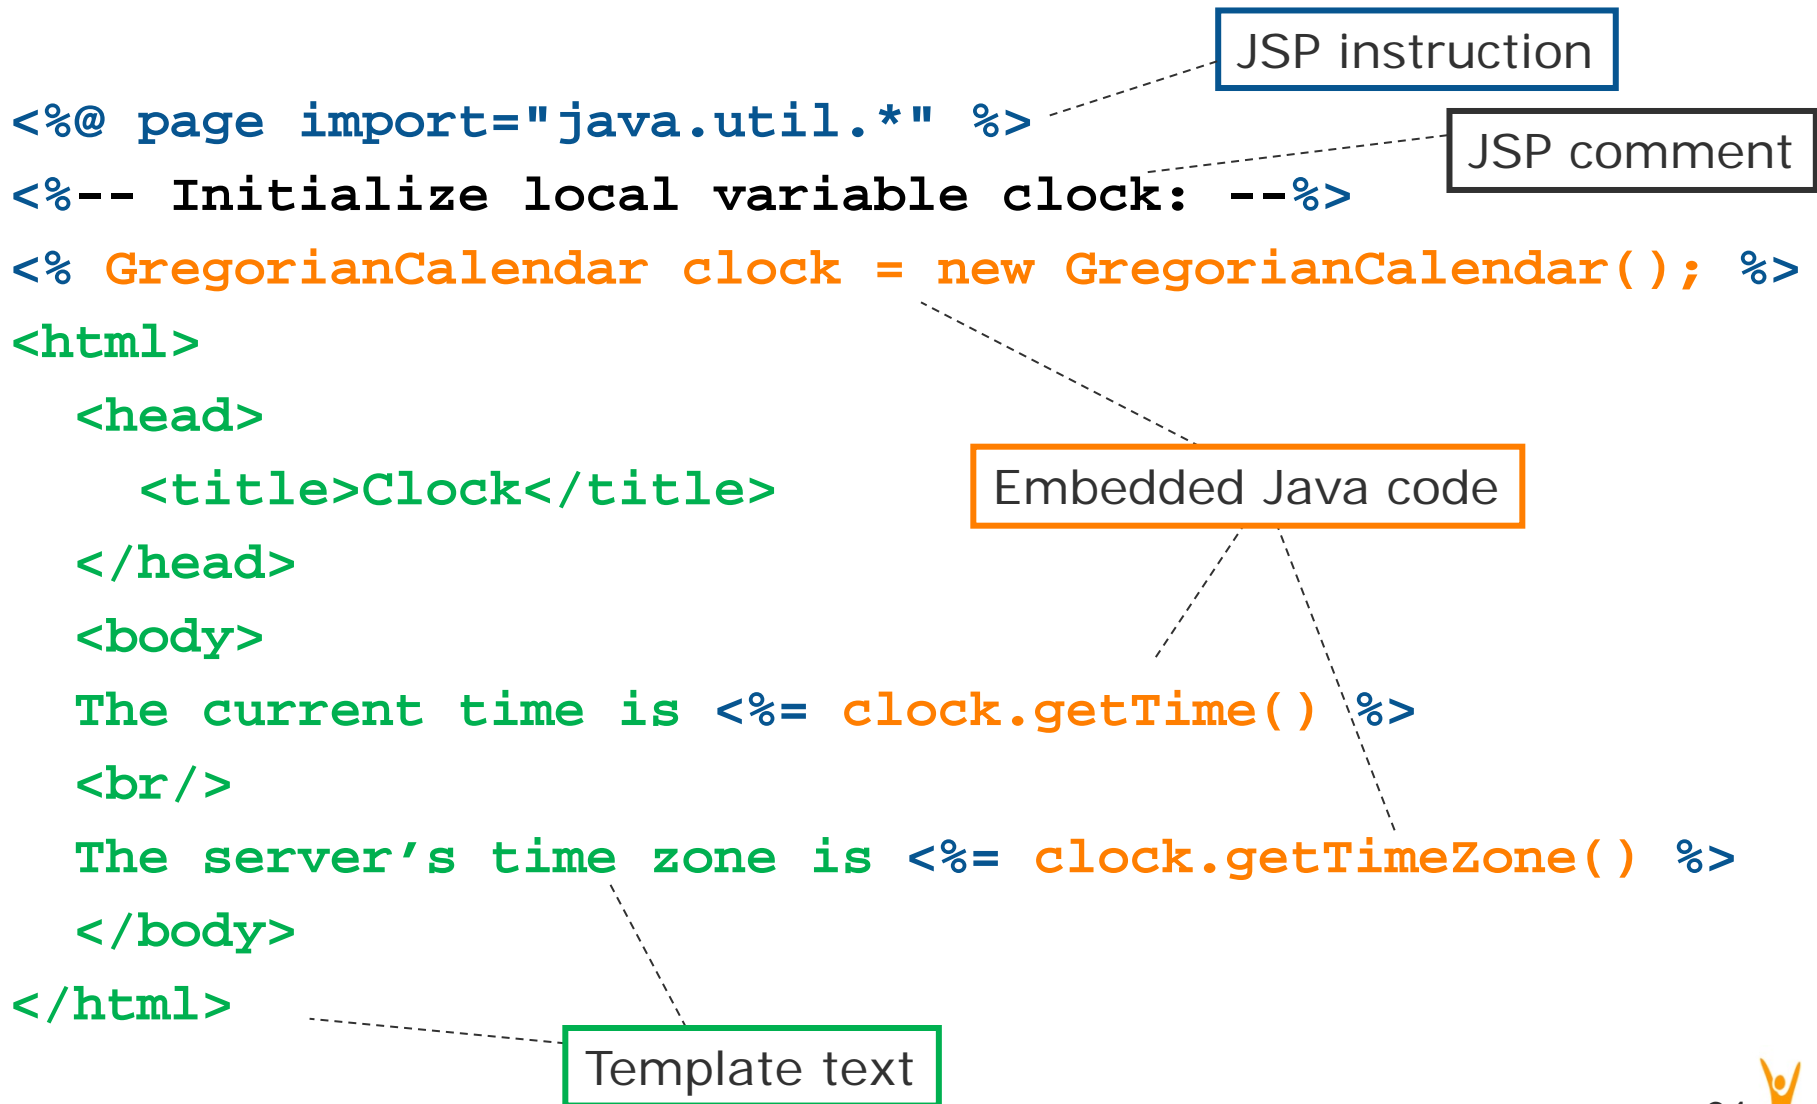 JSP instruction
<%@ page import="java.util.*" %>
JSP comment
<%-- Initialize local variable clock: --%>
<% GregorianCalendar clock = new GregorianCalendar(); %>
<html>
<head>
<title>Clock</title>
Embedded Java code
</head>
<body>
The current time is <%= clock.getTime() %>
<br/>
The server’s time zone is <%= clock.getTimeZone() %>
</body>
</html>
Template text